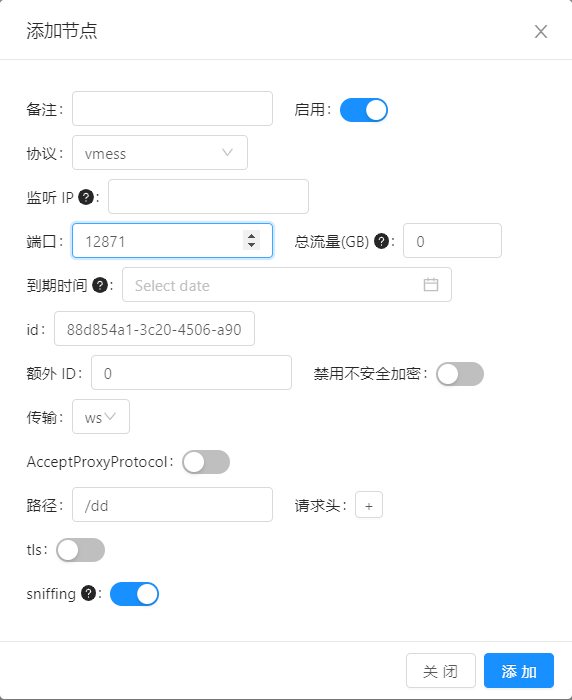 添加节点
备注: 启用:
协议: vmess
监听 IP ?:
端口: 12871 总流量(GB) ?: 0
到期时间 ?: Select date
id: 88d854a1-3c20-4506-a90
额外 ID: 0 禁用不安全加密:
传输: ws
AcceptProxyProtocol:
路径: /dd 请求头: +
tls:
sniffing ?:
关 闭 添 加